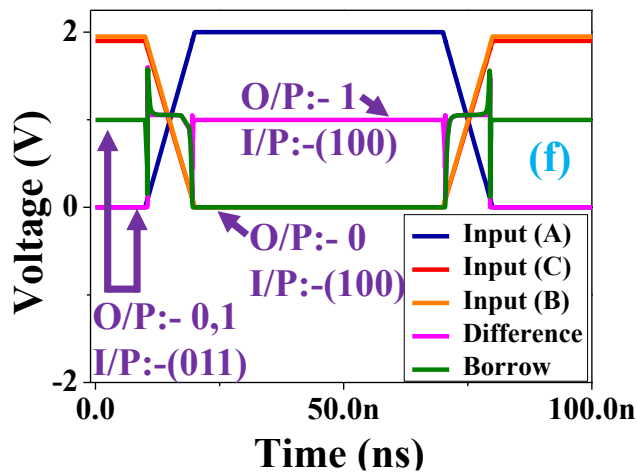 Voltage (V)
2
0
-2
O/P:- 1
I/P:-(100)
(f)
O/P:- 0
I/P:-(100)
O/P:- 0,1
I/P:-(011)
Input (A)
Input (C)
Input (B)
Difference
Borrow
0.0
50.0n
100.0n
Time (ns)